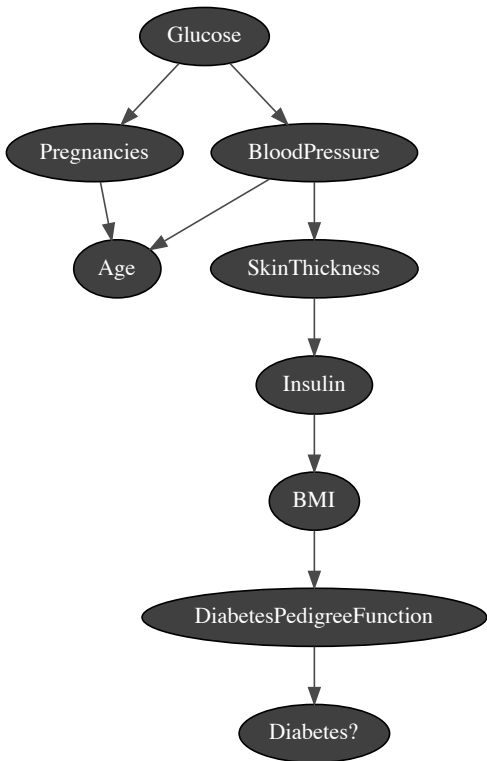 Glucose
Pregnancies
BloodPressure
Age
SkinThickness
Insulin
BMI
DiabetesPedigreeFunction
Diabetes?